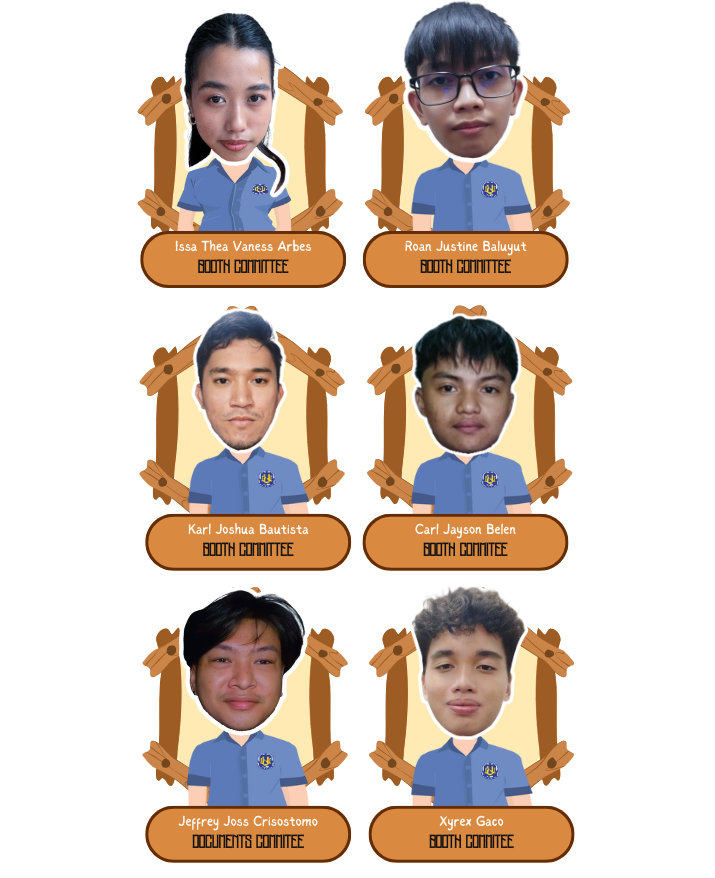 Issa Thea Vaness Arbes
BOOTH COMMITTEE
Roan Justine Baluyut
BOOTH COMMITTEE
Karl Joshua Bautista
BOOTH COMMITTEE
Carl Jayson Belen
BOOTH COMMITEE
Jeffrey Joss Crisostomo
DOCUMENTS COMMITEE
Xyrex Gaco
BOOTH COMMITEE